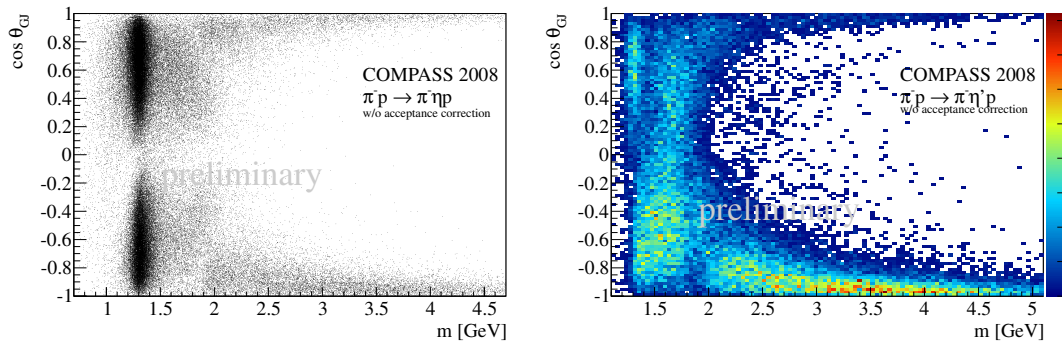 cos θGJ
1
0.8
0.6
0.4
0.2
0
-0.2
-0.4
-0.6
-0.8
-1
COMPASS 2008
π⁻p → π⁻ηp
w/o acceptance correction
preliminary
1 1.5 2 2.5 3 3.5 4 4.5
m [GeV]
cos θGJ
1
0.8
0.6
0.4
0.2
0
-0.2
-0.4
-0.6
-0.8
-1
COMPASS 2008
π⁻p → π⁻η'p
w/o acceptance correction
preliminary
1.5 2 2.5 3 3.5 4 4.5 5
m [GeV]